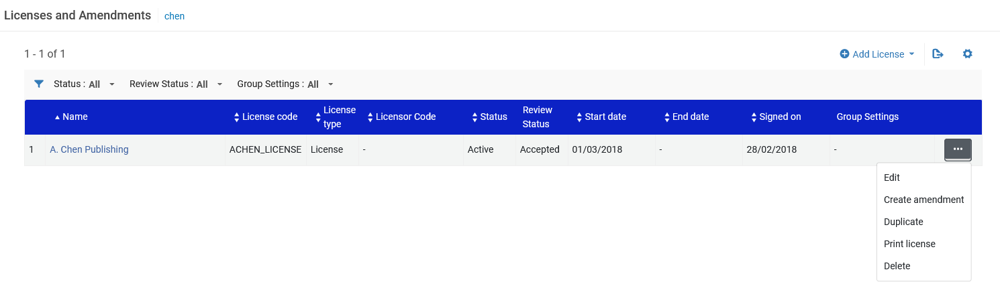 Licenses and Amendments chen
1 - 1 of 1 Add License
Status : All Review Status : All Group Settings : All
Name License code License type Licensor Code Status Review Status Start date End date Signed on Group Settings
1 A. Chen Publishing ACHEN_LICENSE License - Active Accepted 01/03/2018 - 28/02/2018 - ...
Edit
Create amendment
Duplicate
Print license
Delete